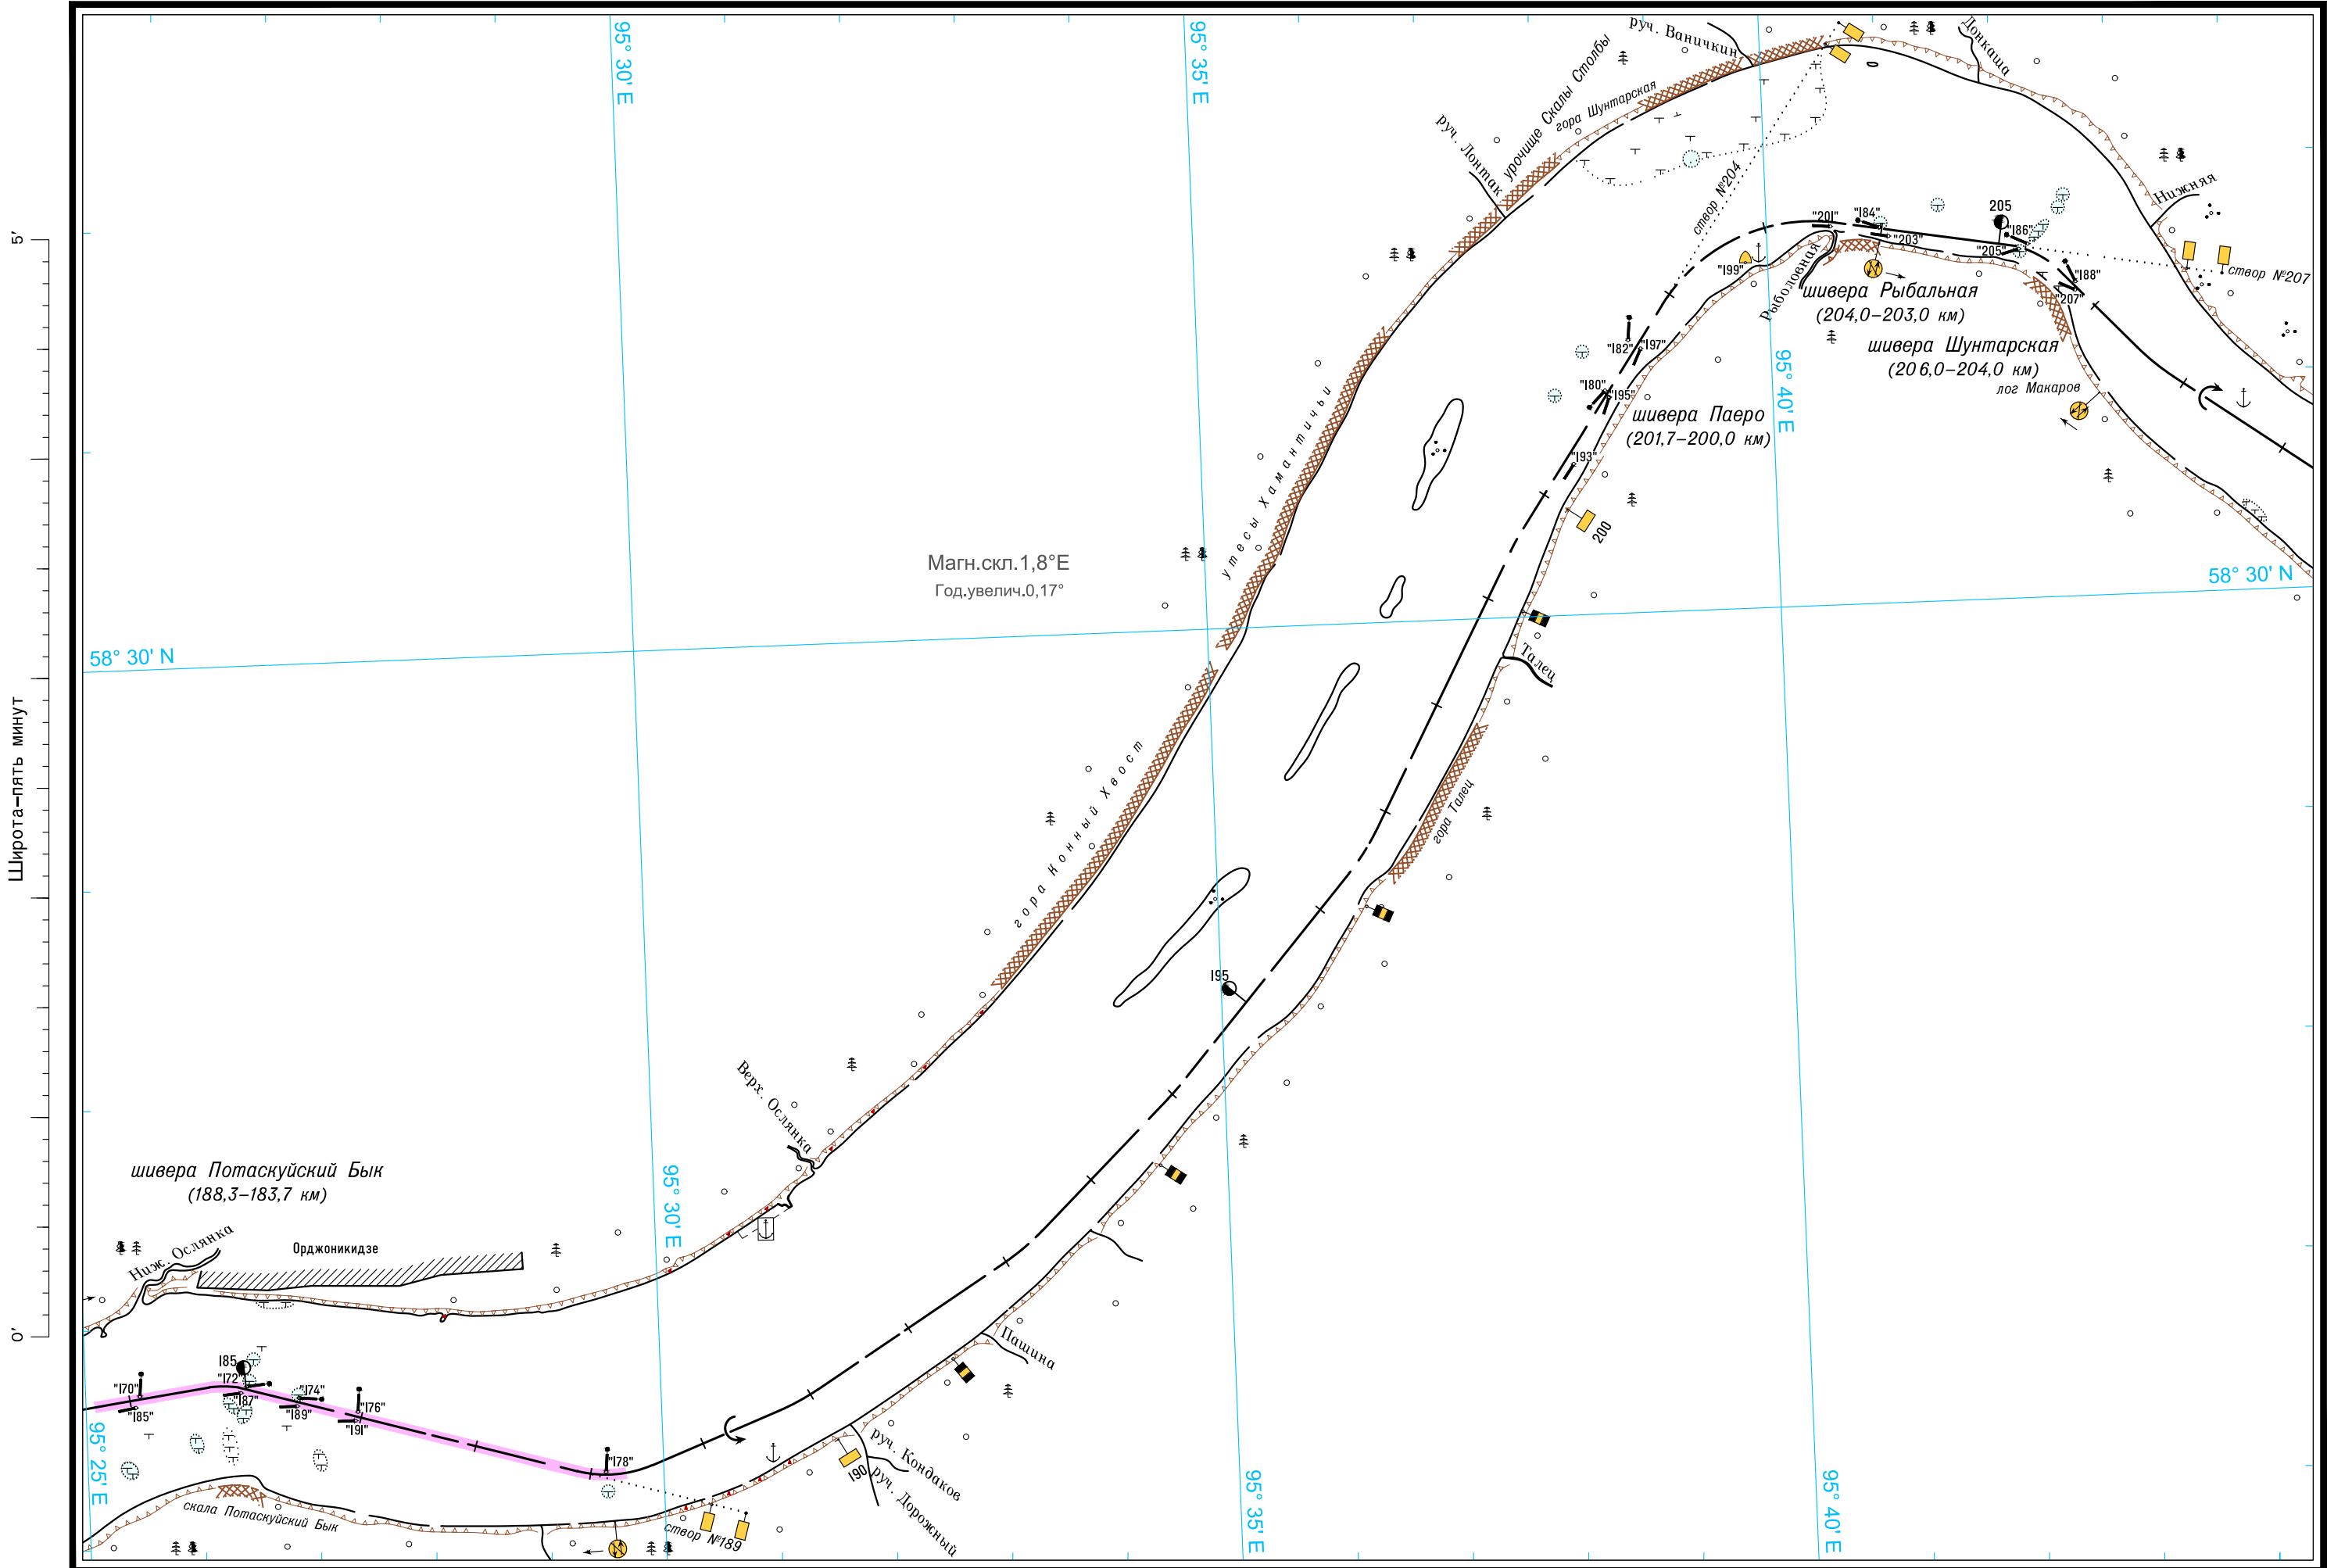 95° 30' E
95° 35' E
руч. Ваничкин
Донкаша
урочище Скалы Столбы
гора Шунтарская
руч. Лонтак
створ №204
Нижняя
5'
"201"
"184"
205
"186"
"203"
"205"
"199"
Рыболовная
"188"
"207"
створ №207
шивера Рыбальная
(204,0–203,0 км)
шивера Шунтарская
(206,0–204,0 км)
лог Макаров
"182"
"197"
"180"
"195"
95° 40' E
шивера Паеро
(201,7–200,0 км)
"193"
утесы Хамантичьи
200
Магн.скл.1,8°E
Год.увелич.0,17°
58° 30' N
58° 30' N
Талец
Широта–пять минут
гора Конный Хвост
гора Талец
195
Верх. Ослянка
шивера Потаскуйский Бык
(188,3–183,7 км)
95° 30' E
Ниж. Ослянка
Орджоникидзе
0'
Пашина
185
"170"
"172"
"174"
"176"
"185"
"187"
"189"
"191"
"178"
95° 25' E
190
руч. Кондаков
руч. Дорожный
95° 35' E
95° 40' E
скала Потаскуйский Бык
створ №189